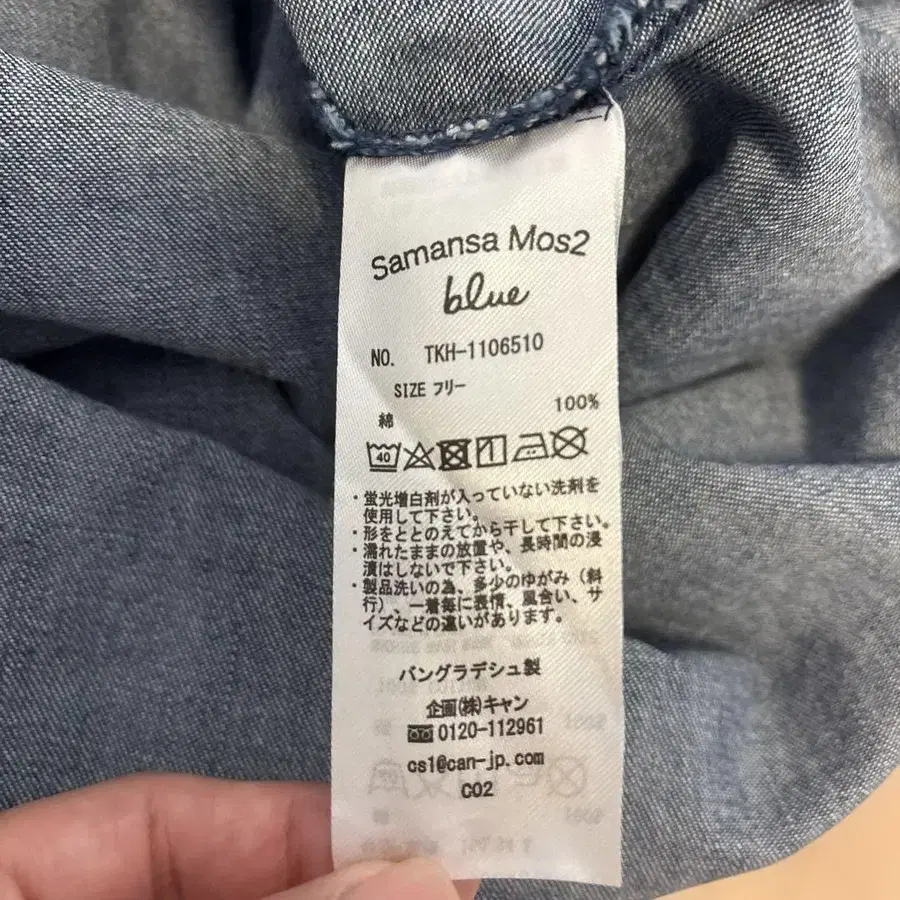 Samansa Mos2
blue
NO. TKH-1106510
SIZE フリー
綿 100%
40
・蛍光増白剤が入っていない洗剤を
使用して下さい。
・形をととのえてから干して下さい。
・濡れたままの放置や、長時間の浸
漬はしないで下さい。
・製品洗いの為、多少のゆがみ（斜
行）、一着毎に表情、風合い、サ
イズなどの違いがあります。
バングラデシュ製
企画㈱キャン
0120-112961
cs1@can-jp.com
C02